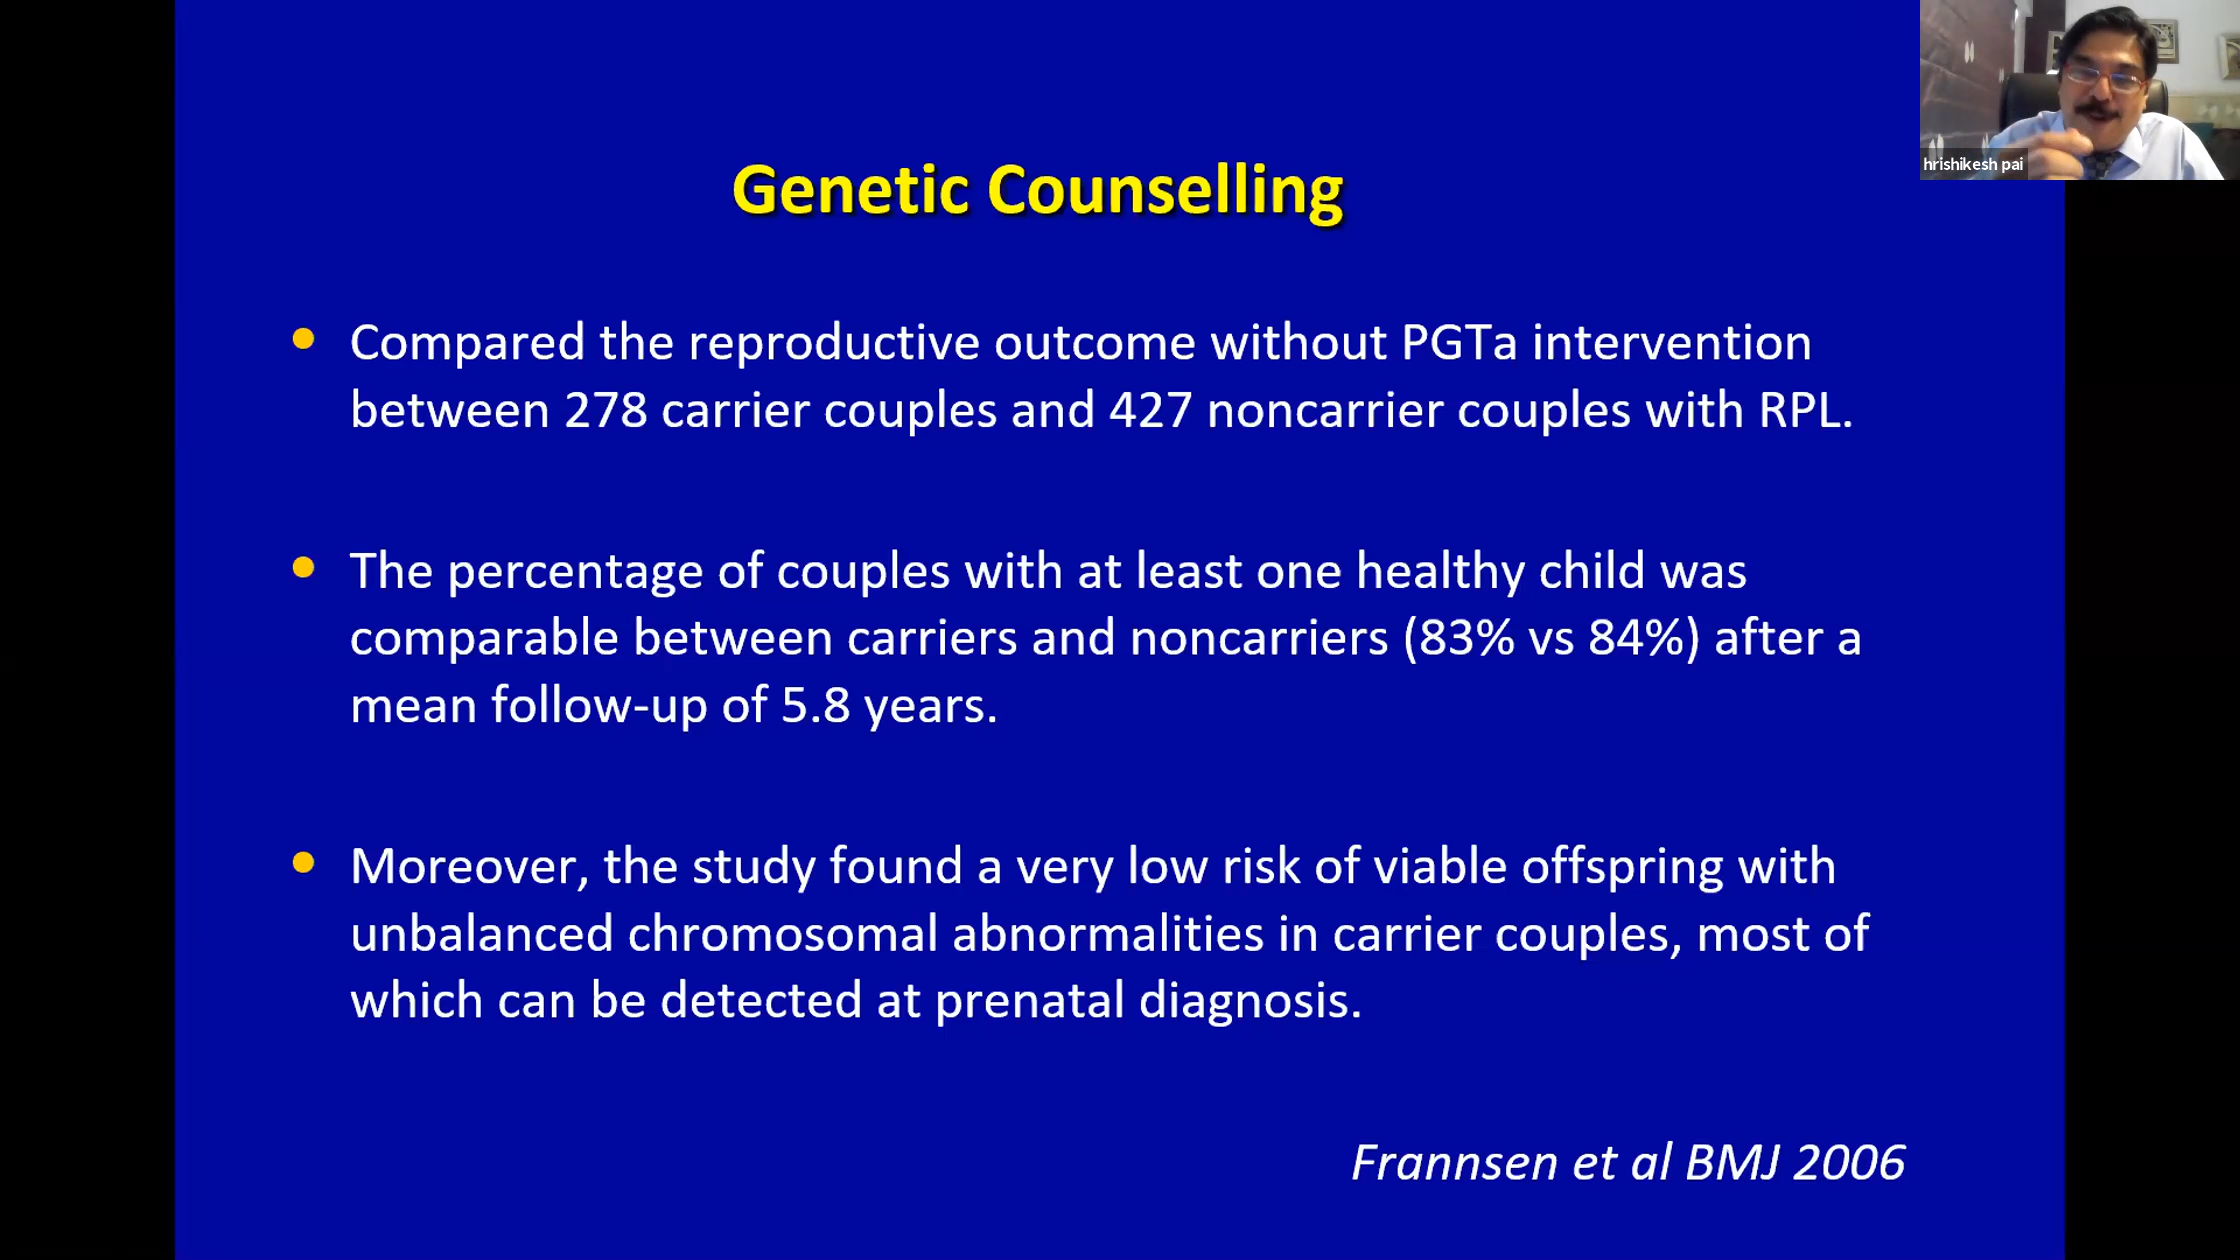 hrishikesh pai
Genetic Counselling
• Compared the reproductive outcome without PGTa intervention
between 278 carrier couples and 427 noncarrier couples with RPL.
• The percentage of couples with at least one healthy child was
comparable between carriers and noncarriers (83% vs 84%) after a
mean follow-up of 5.8 years.
• Moreover, the study found a very low risk of viable offspring with
unbalanced chromosomal abnormalities in carrier couples, most of
which can be detected at prenatal diagnosis.
Frannsen et al BMJ 2006